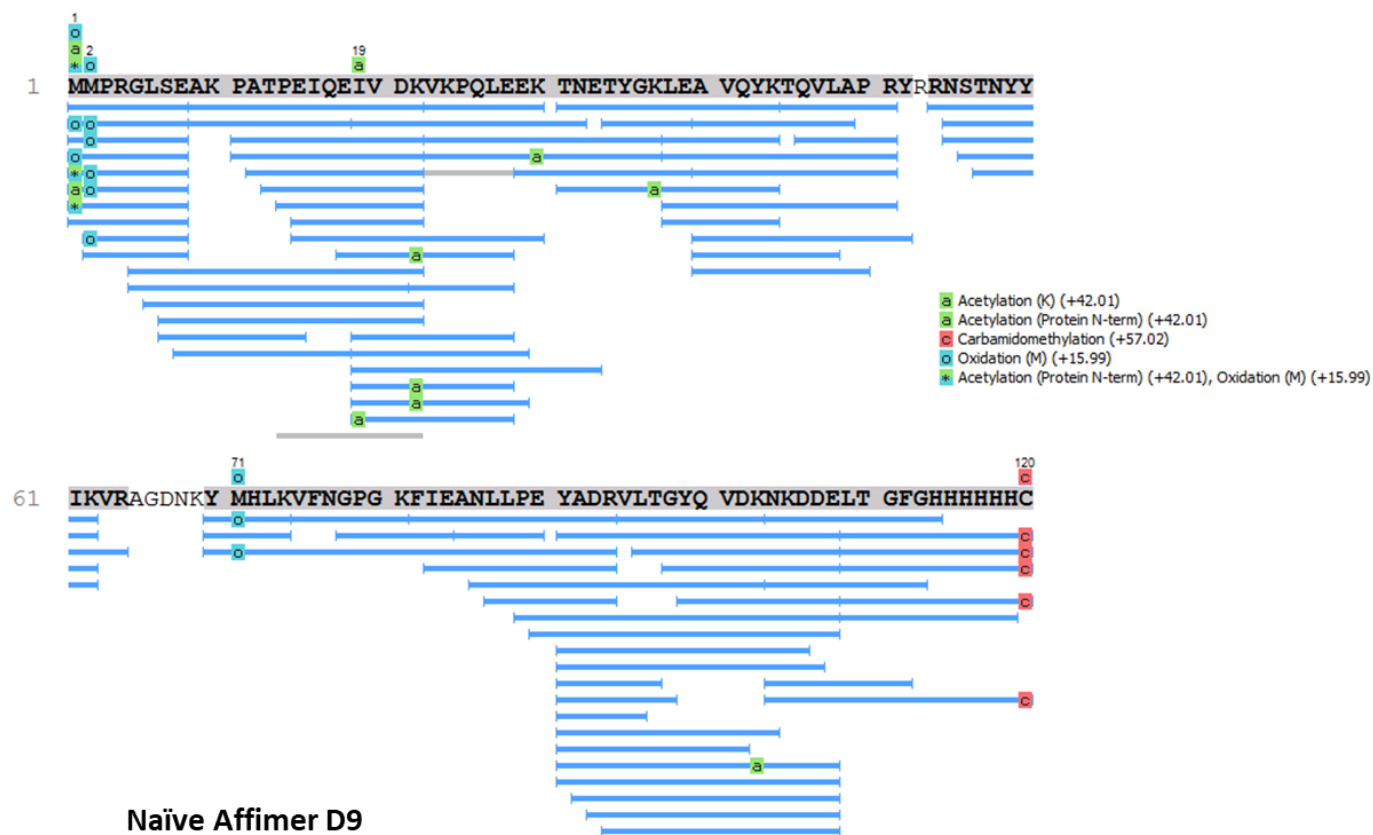 1
o
a 2 19
* o a
1 MMPRGLSEAK PATPEIQEIV DKVKPQLEEK TNETYGKLEA VQYKTQVLAP RYRRNSTNYY
o o
o
o a
* o
a o a
*
o
a
a Acetylation (K) (+42.01)
a Acetylation (Protein N-term) (+42.01)
c Carbamidomethylation (+57.02)
o Oxidation (M) (+15.99)
* Acetylation (Protein N-term) (+42.01), Oxidation (M) (+15.99)
a
a
a
71 120
o c
61 IKVRAGDNKY MHLKVFNGPG KFIEANLLPE YADRVLTGYQ VDKNKDDELT GFGHHHHHHC
o
c
o c
c
c
c
a
Naïve Affimer D9